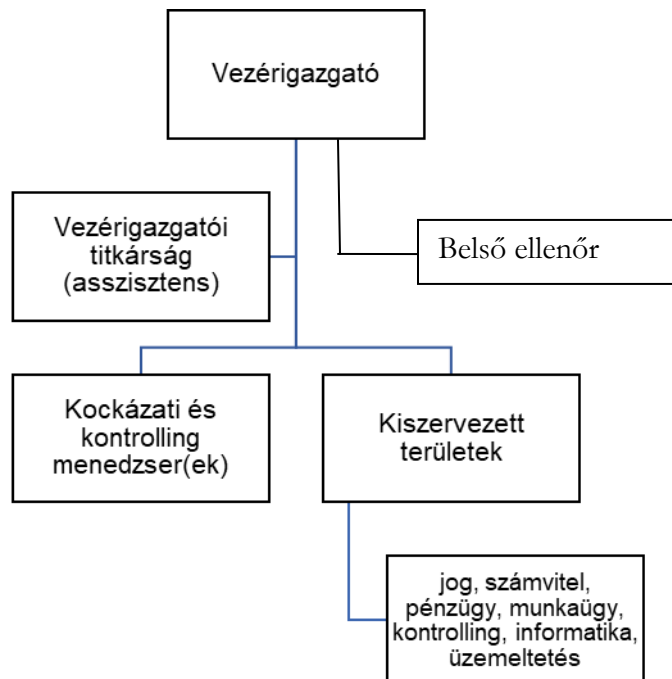 Vezérigazgató
Vezérigazgatói
titkárság
(asszisztens)
Belső ellenőr
Kockázati és
kontrolling
menedzser(ek)
Kiszervezett
területek
jog, számvitel,
pénzügy, munkaügy,
kontrolling, informatika,
üzemeltetés